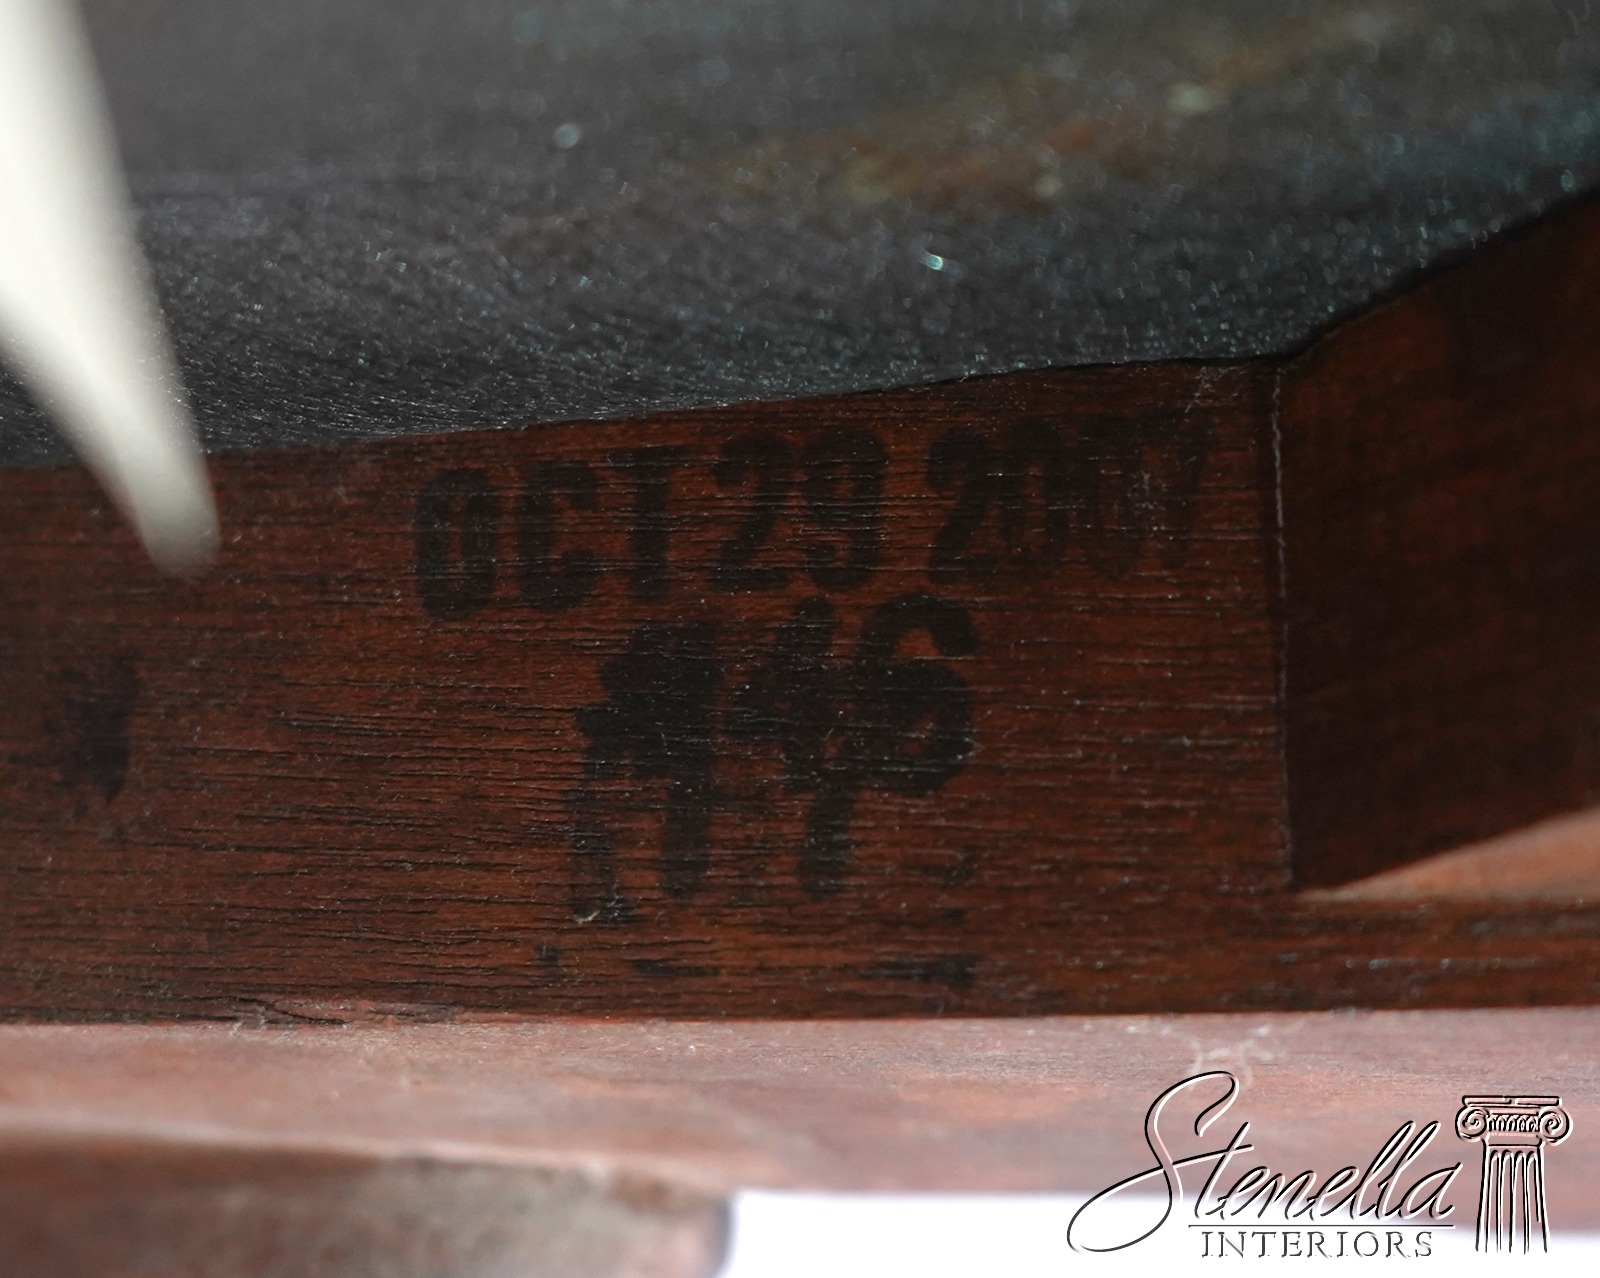 OCT 29 2007
Stenella
INTERIORS